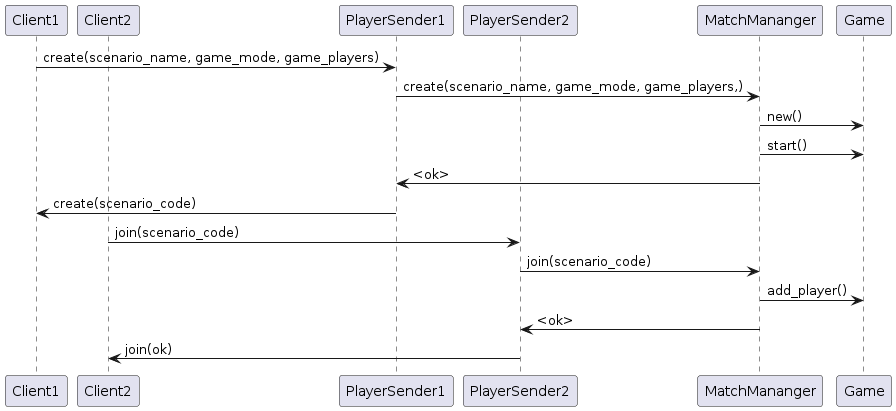 Client1 Client2 PlayerSender1 PlayerSender2 MatchMananger Game
create(scenario_name, game_mode, game_players)
create(scenario_name, game_mode, game_players,)
new()
start()
<ok>
create(scenario_code)
join(scenario_code)
join(scenario_code)
add_player()
<ok>
join(ok)
Client1 Client2 PlayerSender1 PlayerSender2 MatchMananger Game